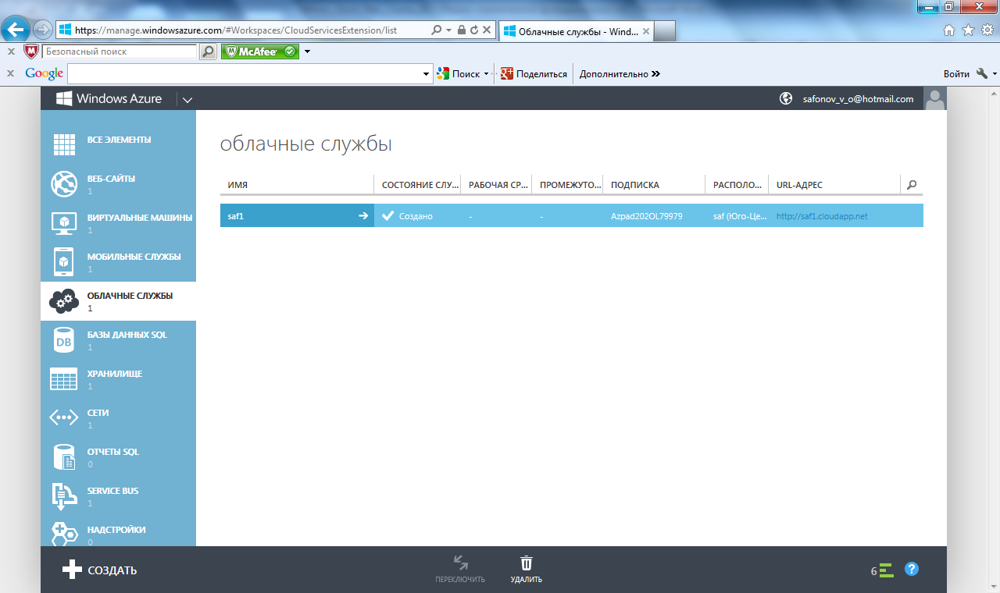 https://manage.windowsazure.com/#Workspaces/CloudServicesExtension/list
Облачные службы - Wind...
Безопасный поиск
McAfee
Google
Поиск
Поделиться
Дополнительно
Войти
Windows Azure
safonov_v_o@hotmail.com
ВСЕ ЭЛЕМЕНТЫ
ВЕБ-САЙТЫ
1
ВИРТУАЛЬНЫЕ МАШИНЫ
1
МОБИЛЬНЫЕ СЛУЖБЫ
1
ОБЛАЧНЫЕ СЛУЖБЫ
1
DB
БАЗЫ ДАННЫХ SQL
1
ХРАНИЛИЩЕ
1
СЕТИ
1
ОТЧЕТЫ SQL
0
SERVICE BUS
1
НАДСТРОЙКИ
0
облачные службы
ИМЯ СОСТОЯНИЕ СЛУ... РАБОЧАЯ СР... ПРОМЕЖУТО... ПОДПИСКА РАСПОЛО... URL-АДРЕС
saf1 Создано - - Azpad202OL79979 saf (Юго-Це... http://saf1.cloudapp.net
СОЗДАТЬ
ПЕРЕКЛЮЧИТЬ
УДАЛИТЬ
6
?